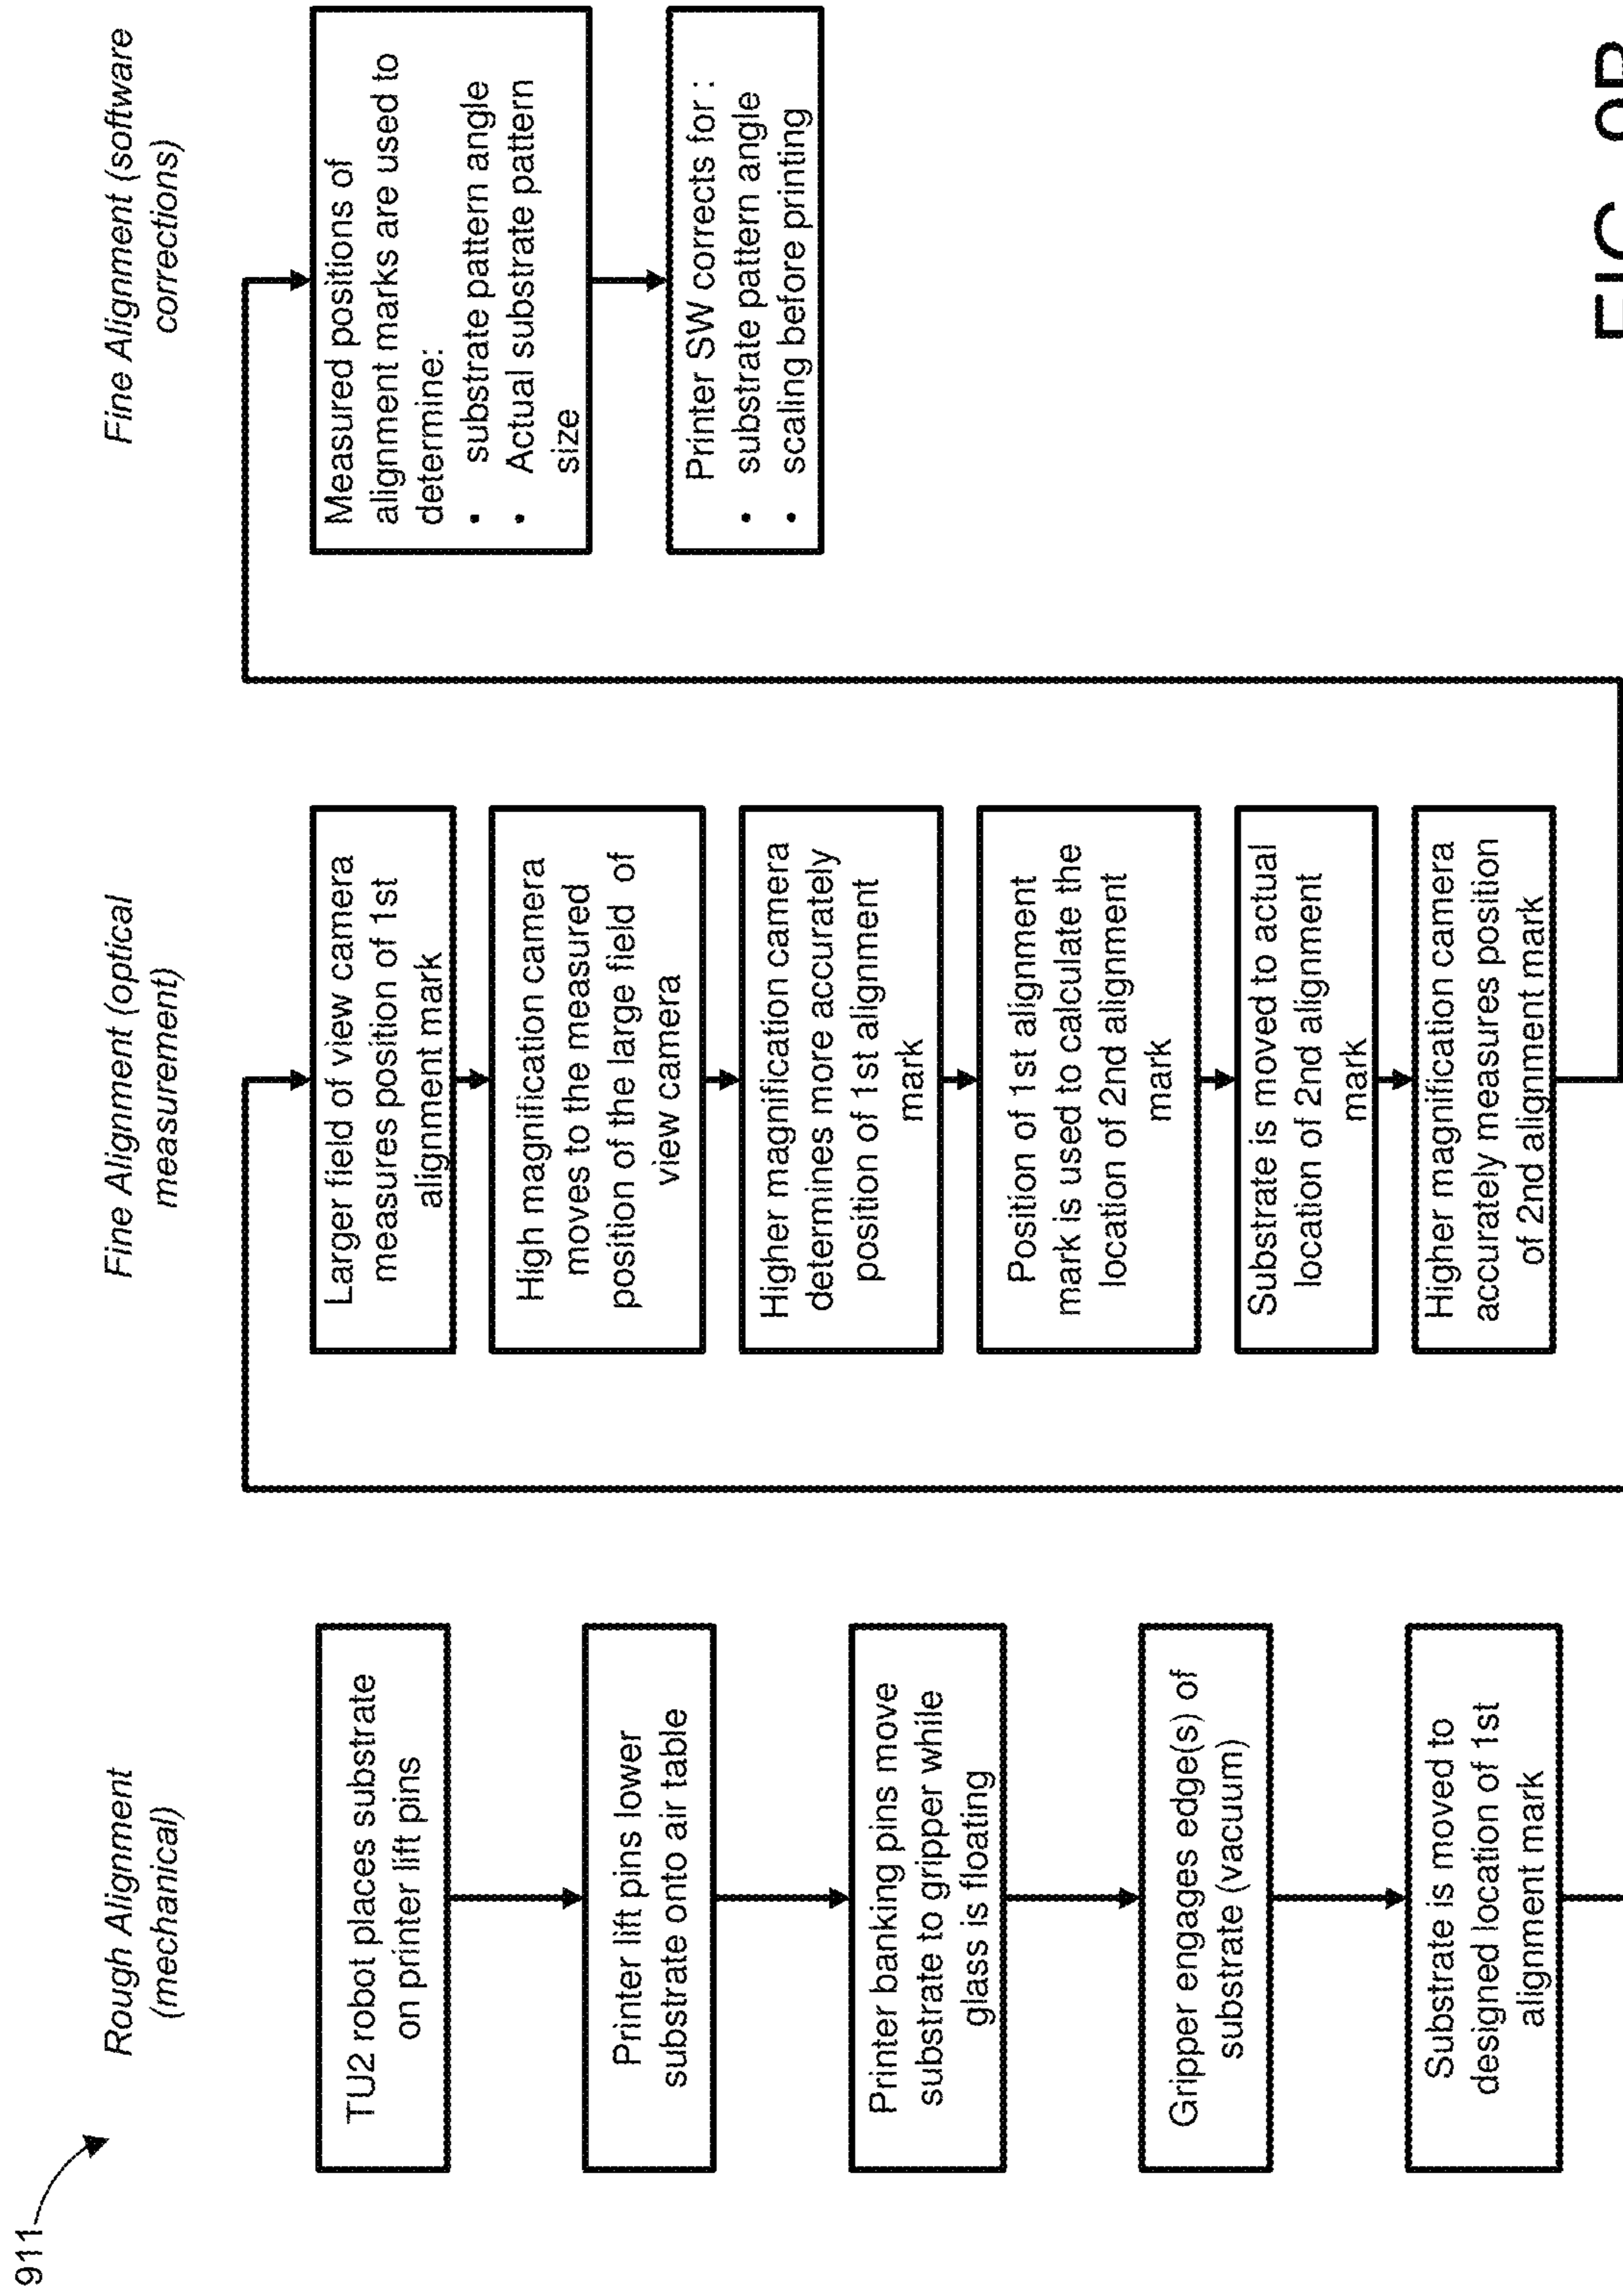 911
Rough Alignment
(mechanical)
TU2 robot places substrate
on printer lift pins
Printer lift pins lower
substrate onto air table
Printer banking pins move
substrate to gripper while
glass is floating
Gripper engages edge(s) of
substrate (vacuum)
Substrate is moved to
designed location of 1st
alignment mark
Fine Alignment (optical
measurement)
Larger field of view camera
measures position of 1st
alignment mark
High magnification camera
moves to the measured
position of the large field of
view camera
Higher magnification camera
determines more accurately
position of 1st alignment
mark
Position of 1st alignment
mark is used to calculate the
location of 2nd alignment
mark
Substrate is moved to actual
location of 2nd alignment
mark
Higher magnification camera
accurately measures position
of 2nd alignment mark
Fine Alignment (software
corrections)
Measured positions of
alignment marks are used to
determine:
• substrate pattern angle
• Actual substrate pattern
size
Printer SW corrects for :
• substrate pattern angle
• scaling before printing